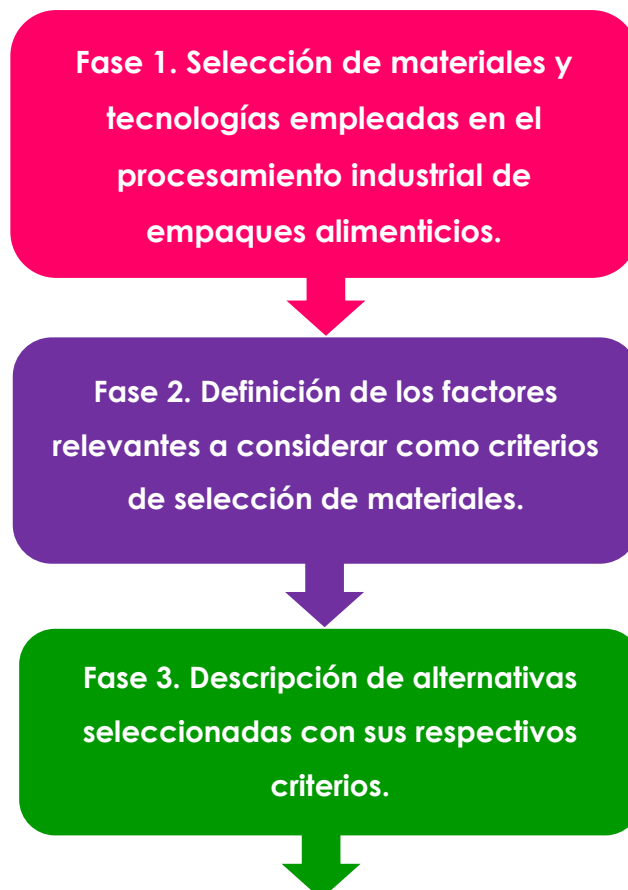 Fase 1. Selección de materiales y
tecnologías empleadas en el
procesamiento industrial de
empaques alimenticios.
Fase 2. Definición de los factores
relevantes a considerar como criterios
de selección de materiales.
Fase 3. Descripción de alternativas
seleccionadas con sus respectivos
criterios.